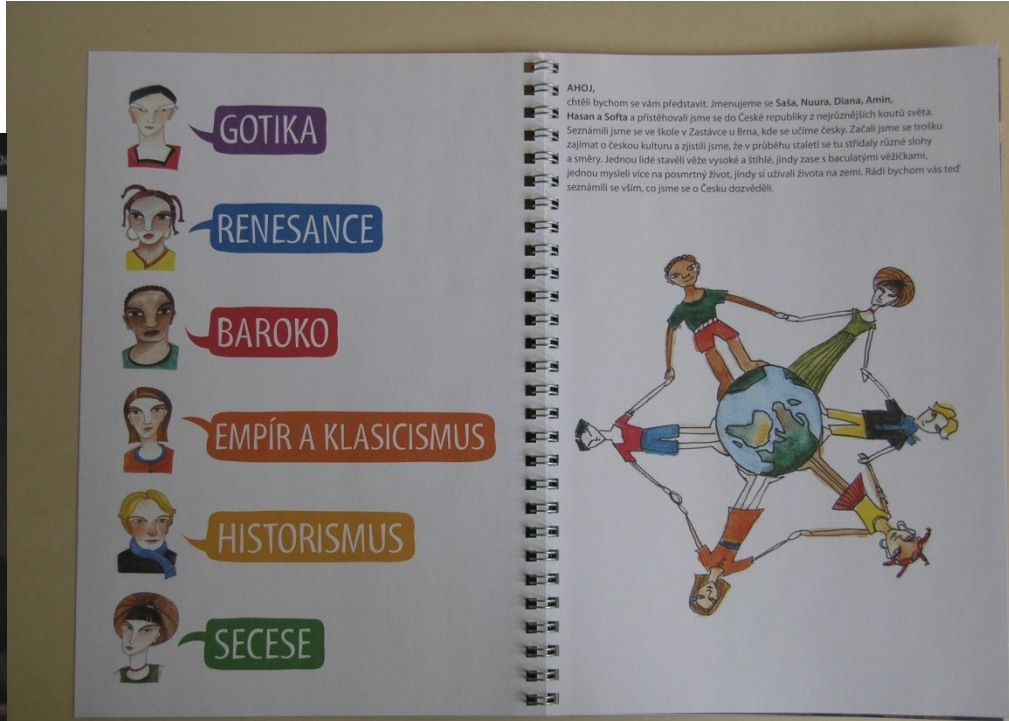 GOTIKA
RENESANCE
BAROKO
EMPÍR A KLASICISMUS
HISTORISMUS
SECESE
AHOJ,
chtěli bychom se vám představit. Jmenujeme se Saša, Nuura, Diana, Amin,
Hasan a Softa a přistěhovali jsme se do České republiky z nejrůznějších koutů světa.
Seznámili jsme se ve škole v Zastávce u Brna, kde se učíme česky. Začali jsme se trošku
zajímat o českou kulturu a zjistili jsme, že v průběhu staletí se tu střídaly různé slohy
a směry. Jednou lidé stavěli věže vysoké a štíhlé, jindy zase s baculatými věžičkami,
jednou mysleli více na posmrtný život, jindy si užívali života na zemi. Rádi bychom vás teď
seznámili se vším, co jsme se o Česku dozvěděli.